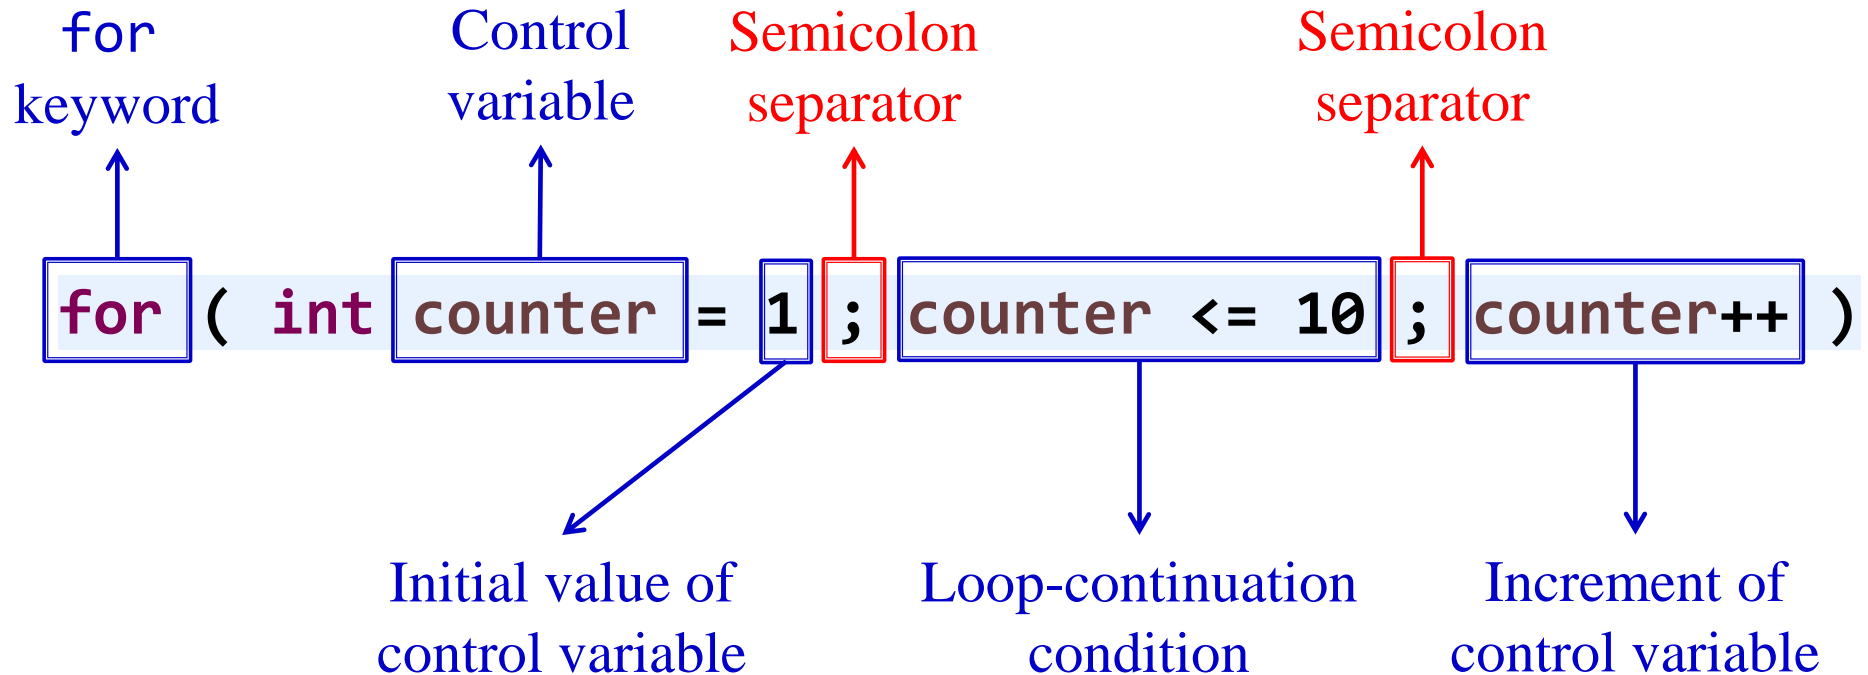 for
keyword
Control
variable
Semicolon
separator
Semicolon
separator
for ( int counter = 1 ; counter <= 10 ; counter++ )
Initial value of
control variable
Loop-continuation
condition
Increment of
control variable